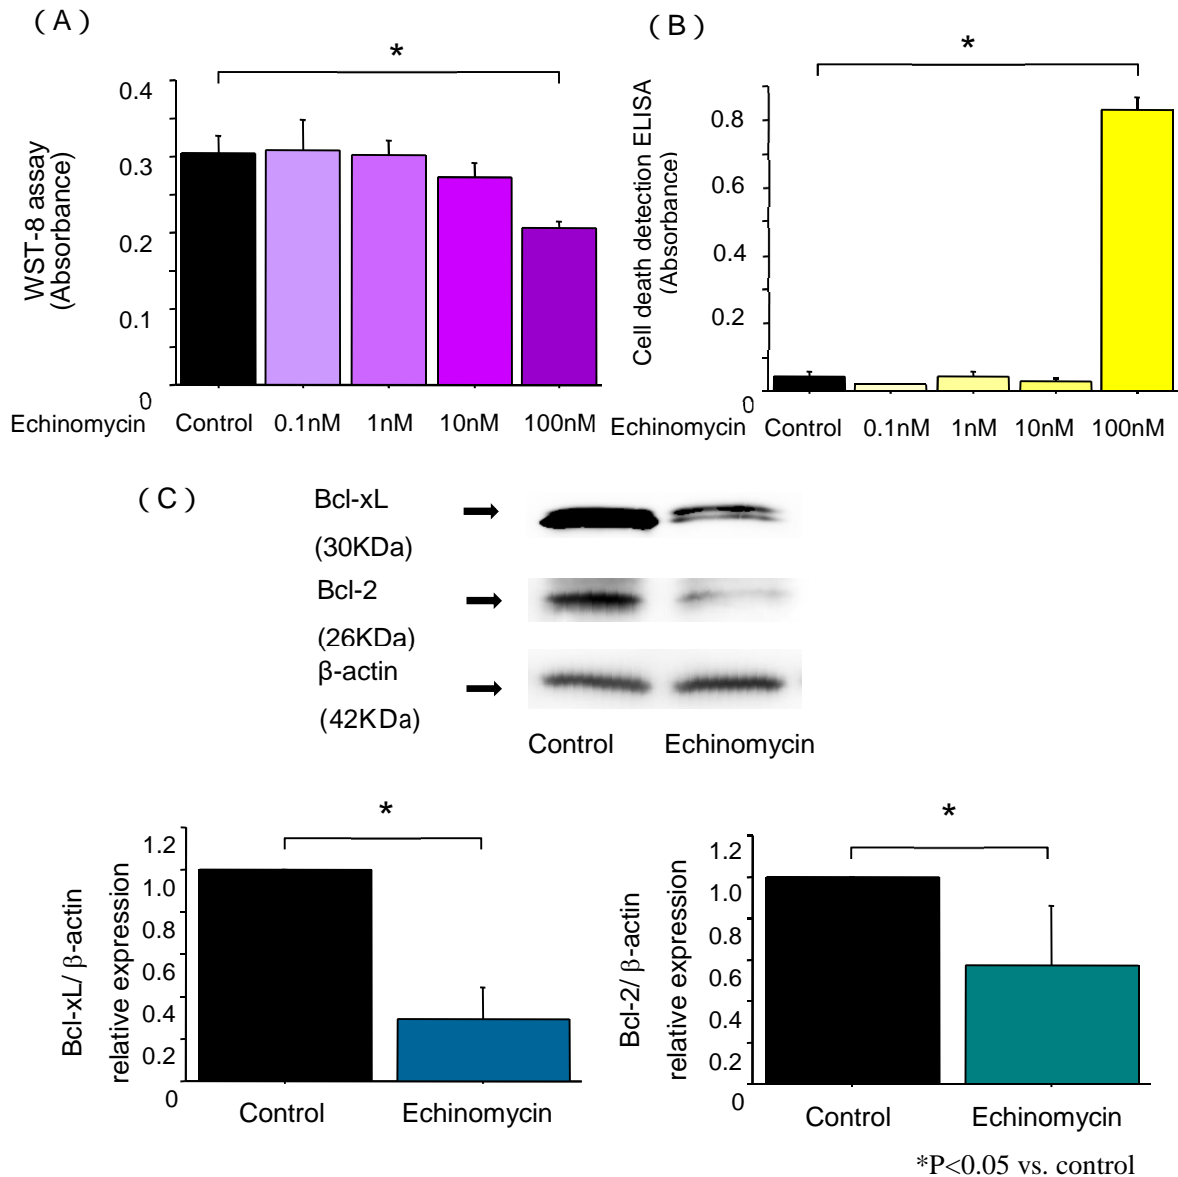 (A)
*
0.4
0.3
0.2
0.1
0
WST-8 assay
(Absorbance)
Echinomycin Control 0.1nM 1nM 10nM 100nM
(B)
*
0.8
0.6
0.4
0.2
0
Cell death detection ELISA
(Absorbance)
Echinomycin Control 0.1nM 1nM 10nM 100nM
(C)
Bcl-xL
(30KDa)
Bcl-2
(26KDa)
β-actin
(42KDa)
Control Echinomycin
*
1.2
1.0
0.8
0.6
0.4
0.2
0
Bcl-xL/ β-actin
relative expression
Control Echinomycin
*
1.2
1.0
0.8
0.6
0.4
0.2
0
Bcl-2/ β-actin
relative expression
Control Echinomycin
*P<0.05 vs. control